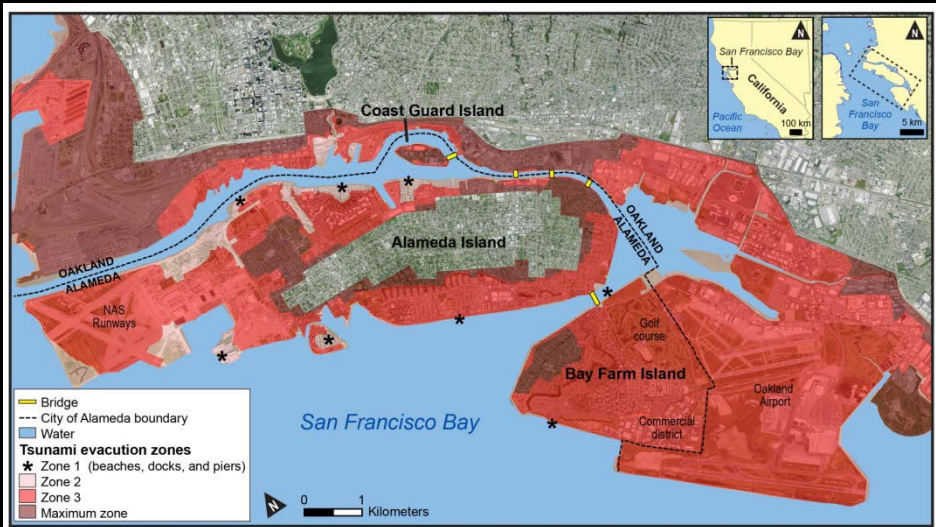 N
San Francisco Bay
California
Pacific
Ocean
100 km
N
San
Francisco
Bay
5 km
Coast Guard Island
OAKLAND
ALAMEDA
Alameda Island
OAKLAND
ALAMEDA
NAS
Runways
Golf
course
Bay Farm Island
Oakland
Airport
Commercial
district
San Francisco Bay
Bridge
City of Alameda boundary
Water
Tsunami evacution zones
* Zone 1 (beaches, docks, and piers)
Zone 2
Zone 3
Maximum zone
N
0 1
Kilometers